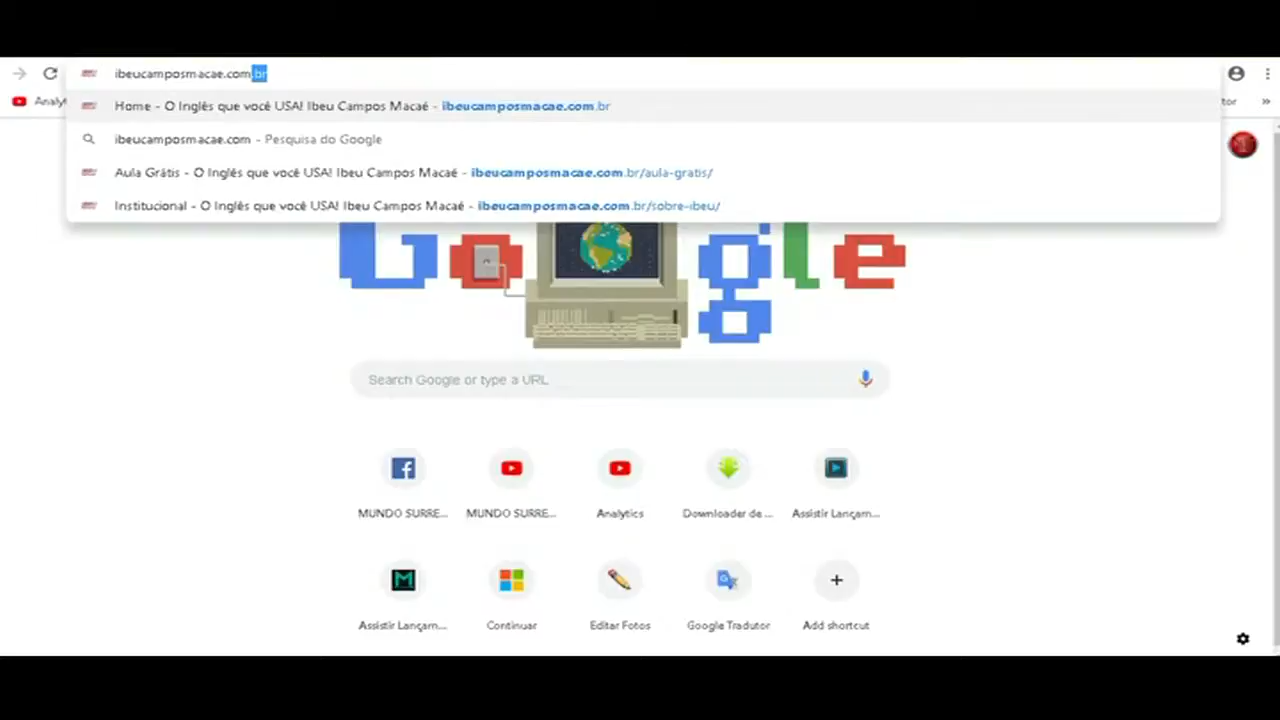 ibeucamposmacae.com.br
Analyt
Home - O Inglês que você USA! Ibeu Campos Macaé - ibeucamposmacae.com.br
tor
»
ibeucamposmacae.com - Pesquisa do Google
Aula Grátis - O Inglês que você USA! Ibeu Campos Macaé - ibeucamposmacae.com.br/aula-gratis/
Institucional - O Inglês que você USA! Ibeu Campos Macaé - ibeucamposmacae.com.br/sobre-ibeu/
Google
Search Google or type a URL
MUNDO SURRE... MUNDO SURRE... Analytics Downloader de ... Assistir Lançam...
Assistir Lançam... Continuar Editar Fotos Google Tradutor Add shortcut